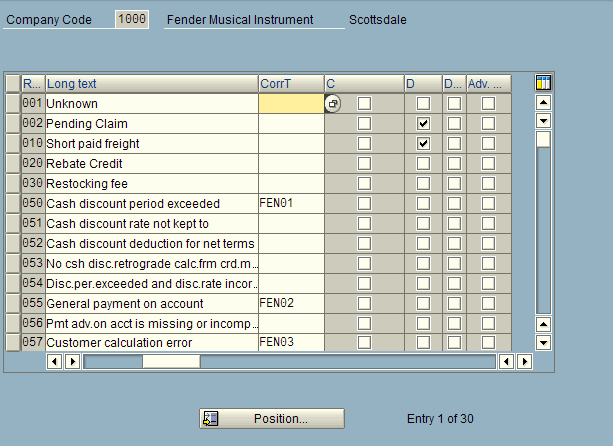 Company Code 1000 Fender Musical Instrument Scottsdale
R... Long text CorrT C D D... Adv. ...
001 Unknown
002 Pending Claim
010 Short paid freight
020 Rebate Credit
030 Restocking fee
050 Cash discount period exceeded FEN01
051 Cash discount rate not kept to
052 Cash discount deduction for net terms
053 No csh disc.retrograde calc.frm crd.m...
054 Disc.per.exceeded and disc.rate incor...
055 General payment on account FEN02
056 Pmt adv.on acct is missing or incomp...
057 Customer calculation error FEN03
Position... Entry 1 of 30